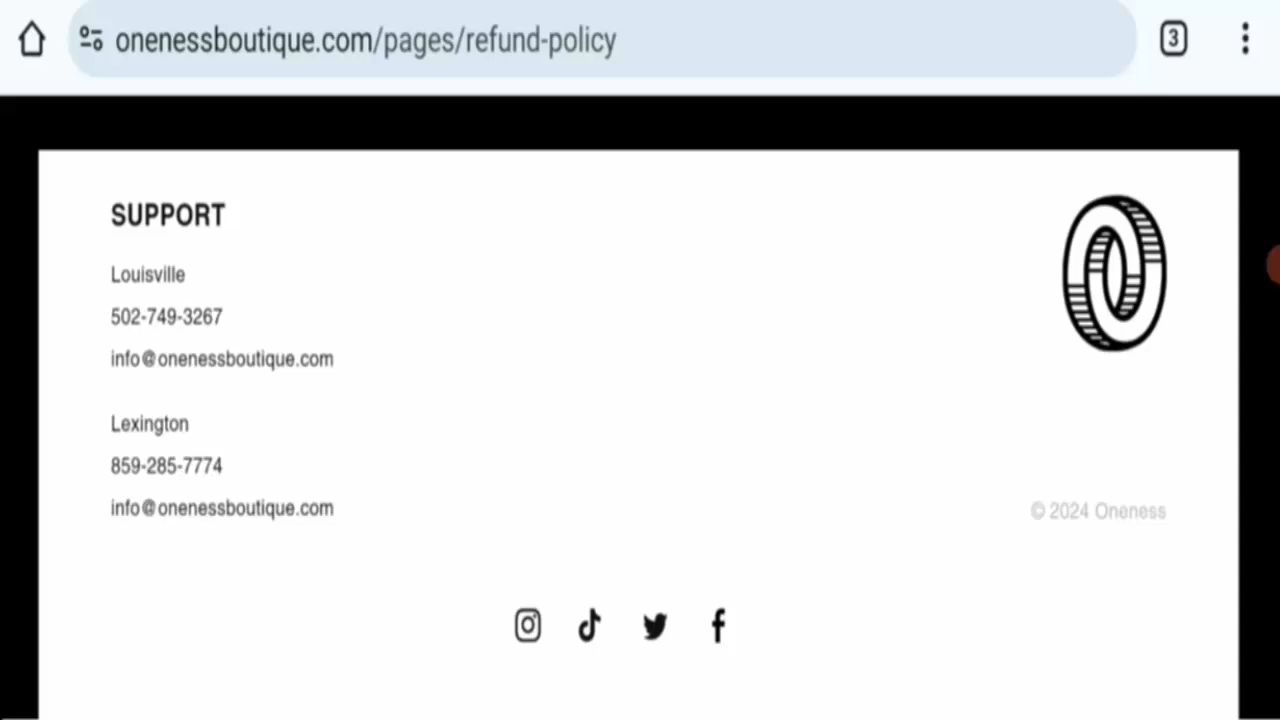 onenessboutique.com/pages/refund-policy
3
SUPPORT
Louisville
502-749-3267
info@onenessboutique.com
Lexington
859-285-7774
info@onenessboutique.com
© 2024 Oneness